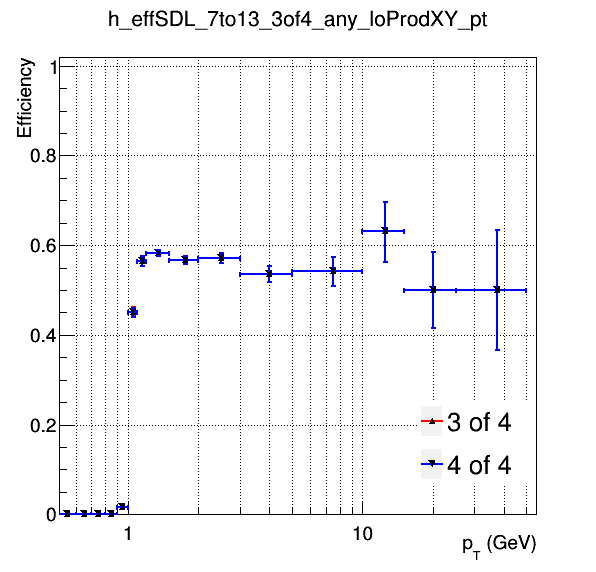 h_effSDL_7to13_3of4_any_loProdXY_pt
Efficiency
1
0.8
0.6
0.4
0.2
0
3 of 4
4 of 4
1
10
p_T (GeV)